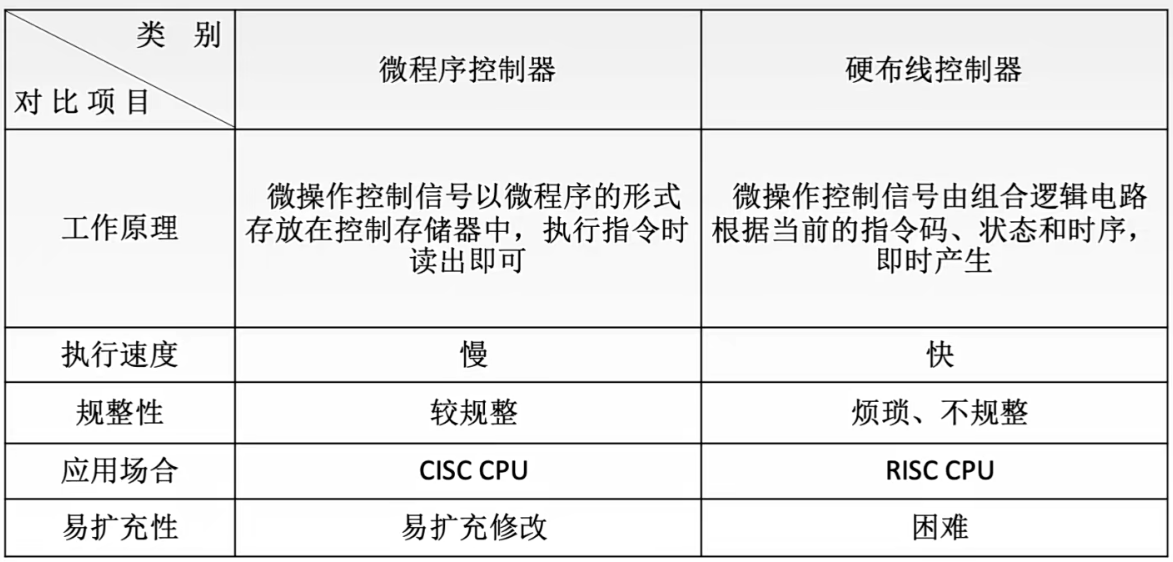 类 别
对 比 项 目
微程序控制器
硬布线控制器
工作原理
微操作控制信号以微程序的形式
存放在控制存储器中，执行指令时
读出即可
微操作控制信号由组合逻辑电路
根据当前的指令码、状态和时序，
即时产生
执行速度
慢
快
规整性
较规整
烦琐、不规整
应用场合
CISC CPU
RISC CPU
易扩充性
易扩充修改
困难